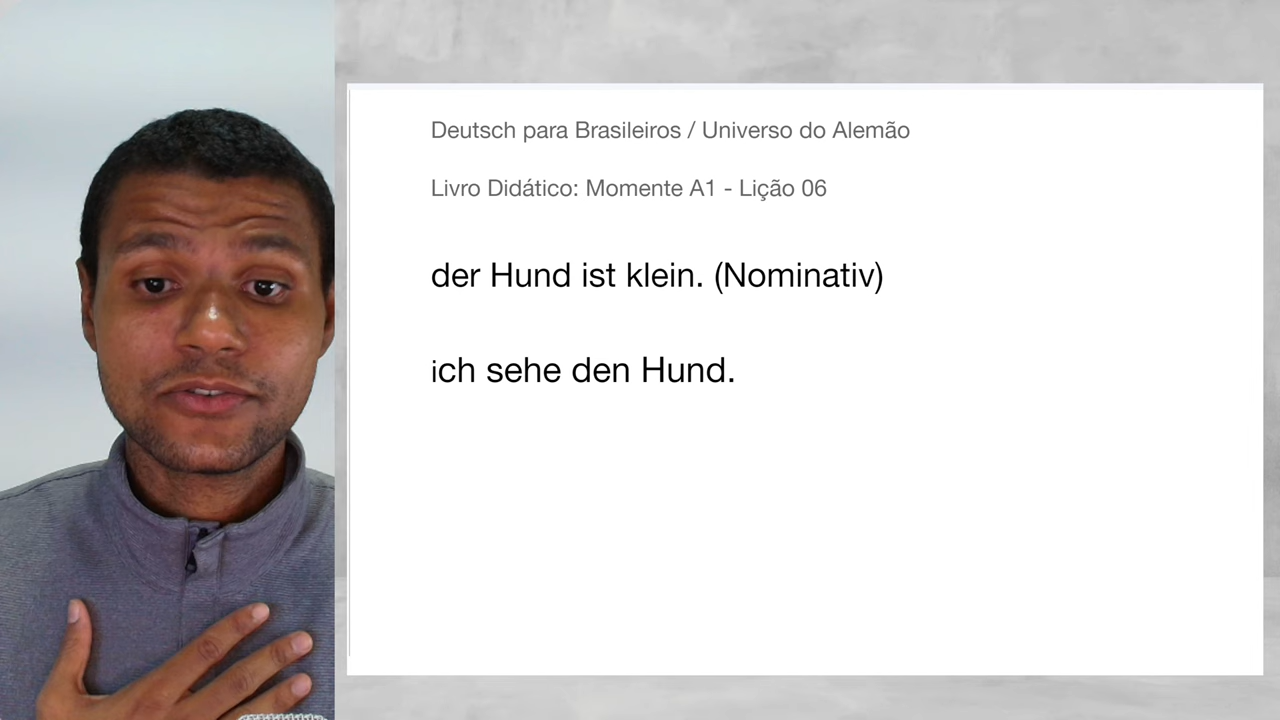 Deutsch para Brasileiros / Universo do Alemão
Livro Didático: Momente A1 - Lição 06
der Hund ist klein. (Nominativ)
ich sehe den Hund.